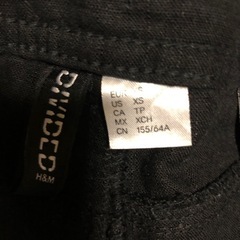 DIVIDED
H&M
EUR
US XS
CA TP
MX XCH
CN 155/64A